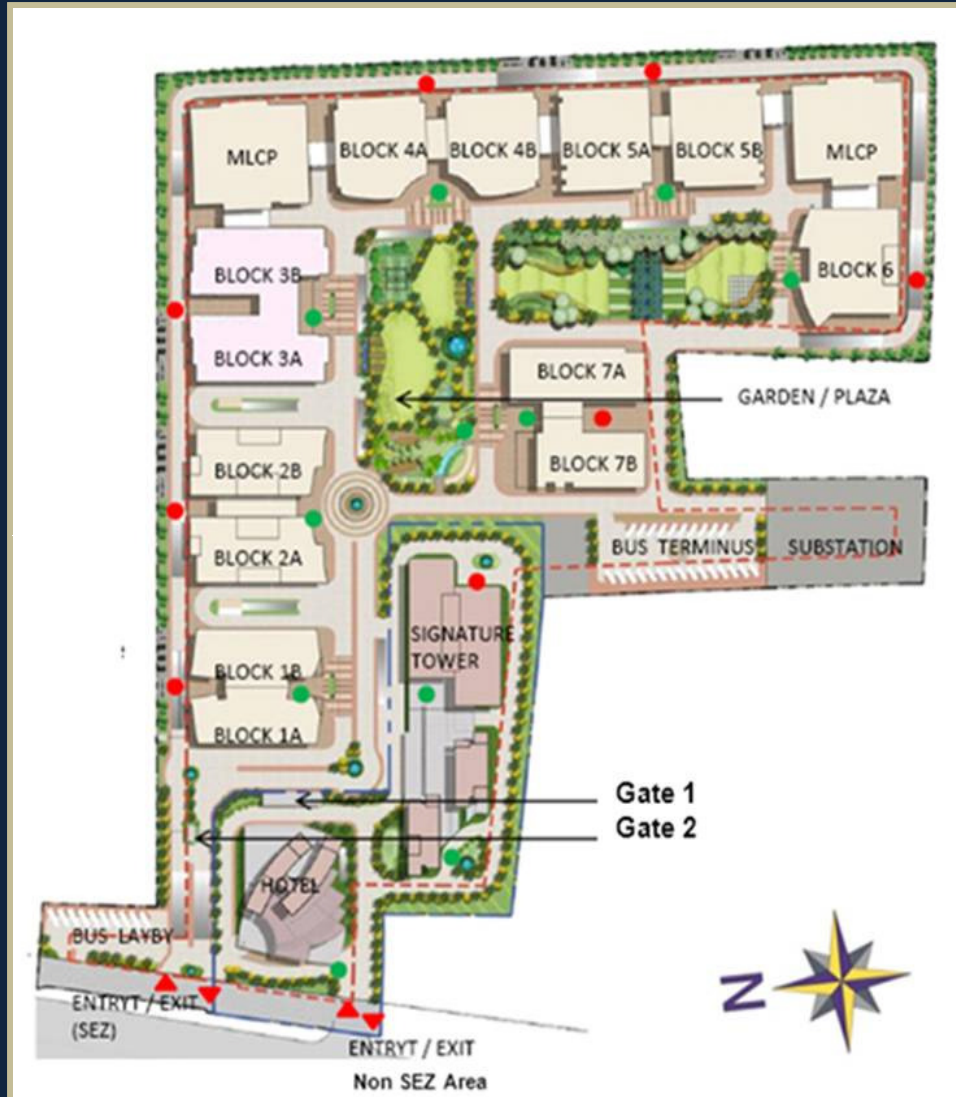 MLCP
BLOCK 4A
BLOCK 4B
BLOCK 5A
BLOCK 5B
MLCP
BLOCK 3B
BLOCK 6
BLOCK 3A
BLOCK 7A
GARDEN / PLAZA
BLOCK 2B
BLOCK 7B
BLOCK 2A
BUS TERMINUS
SUBSTATION
SIGNATURE
TOWER
BLOCK 1B
BLOCK 1A
Gate 1
Gate 2
HOTEL
BUS LAYBY
N
ENTRYT / EXIT
(SEZ)
ENTRYT / EXIT
Non SEZ Area